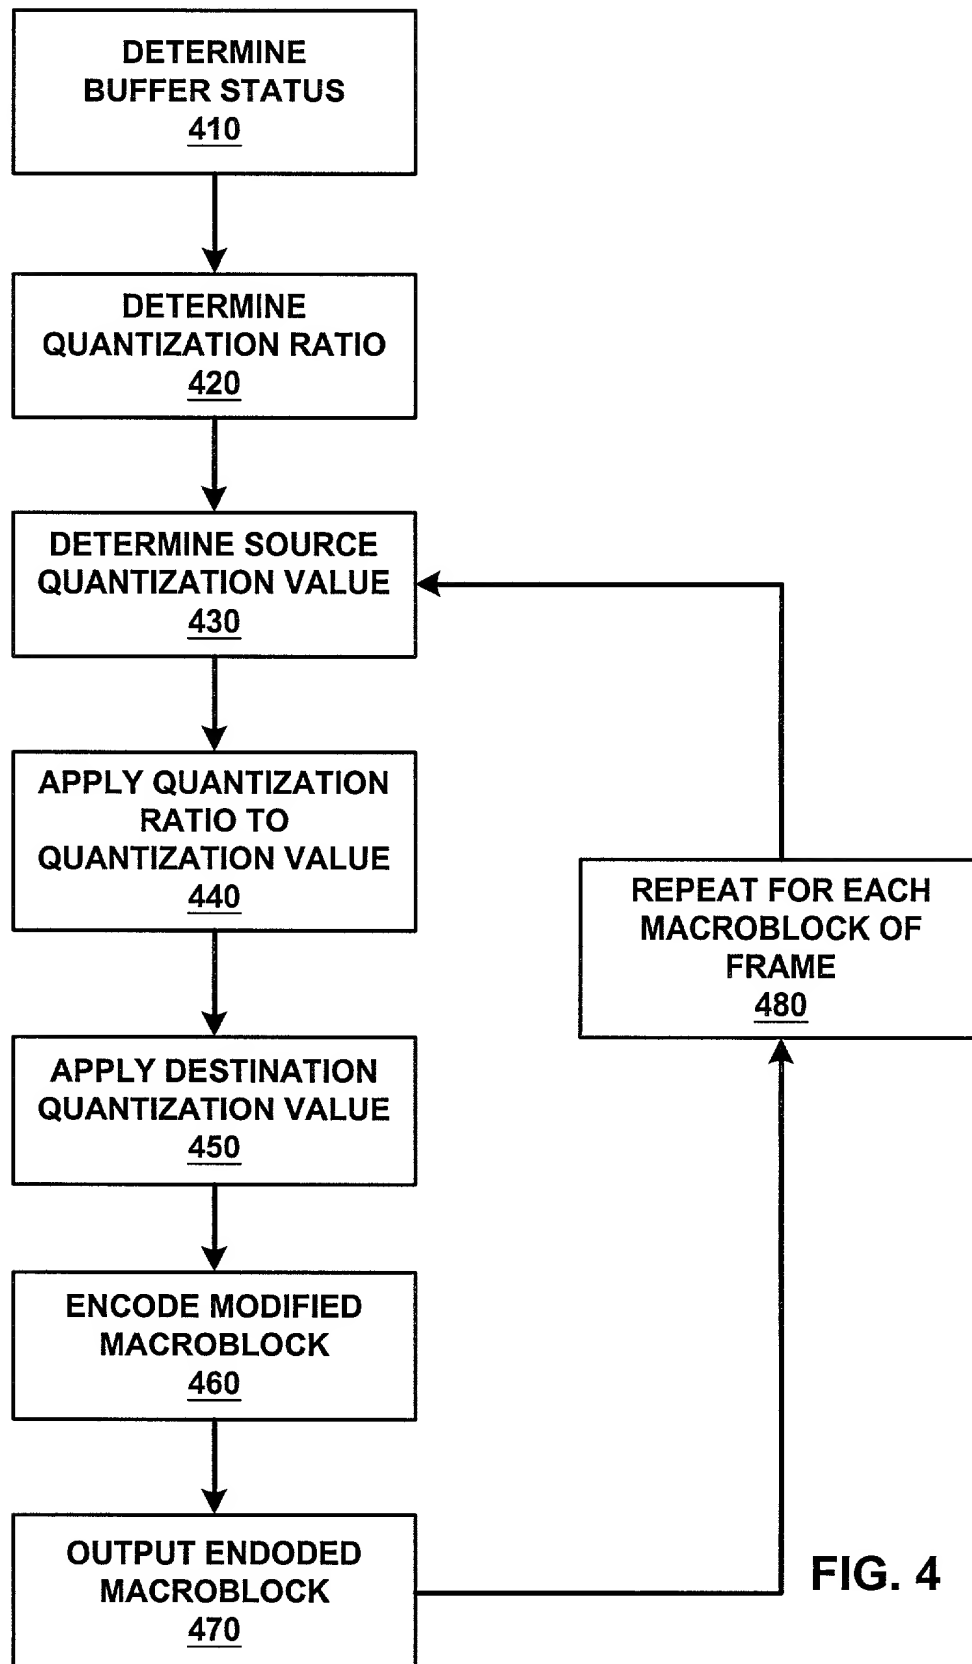 DETERMINE
BUFFER STATUS
410
DETERMINE
QUANTIZATION RATIO
420
DETERMINE SOURCE
QUANTIZATION VALUE
430
APPLY QUANTIZATION
RATIO TO
QUANTIZATION VALUE
440
REPEAT FOR EACH
MACROBLOCK OF
FRAME
480
APPLY DESTINATION
QUANTIZATION VALUE
450
ENCODE MODIFIED
MACROBLOCK
460
OUTPUT ENDODED
MACROBLOCK
470
FIG. 4